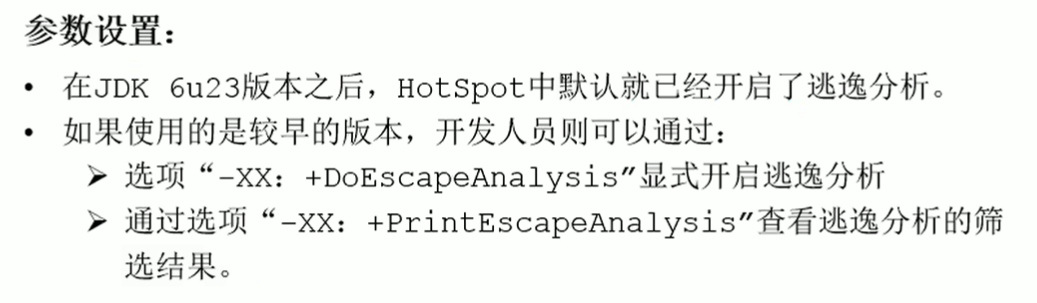 参数设置：
• 在JDK 6u23版本之后，HotSpot中默认就已经开启了逃逸分析。
• 如果使用的是较早的版本，开发人员则可以通过：
➢ 选项“-XX：+DoEscapeAnalysis”显式开启逃逸分析
➢ 通过选项“-XX：+PrintEscapeAnalysis”查看逃逸分析的筛
选结果。